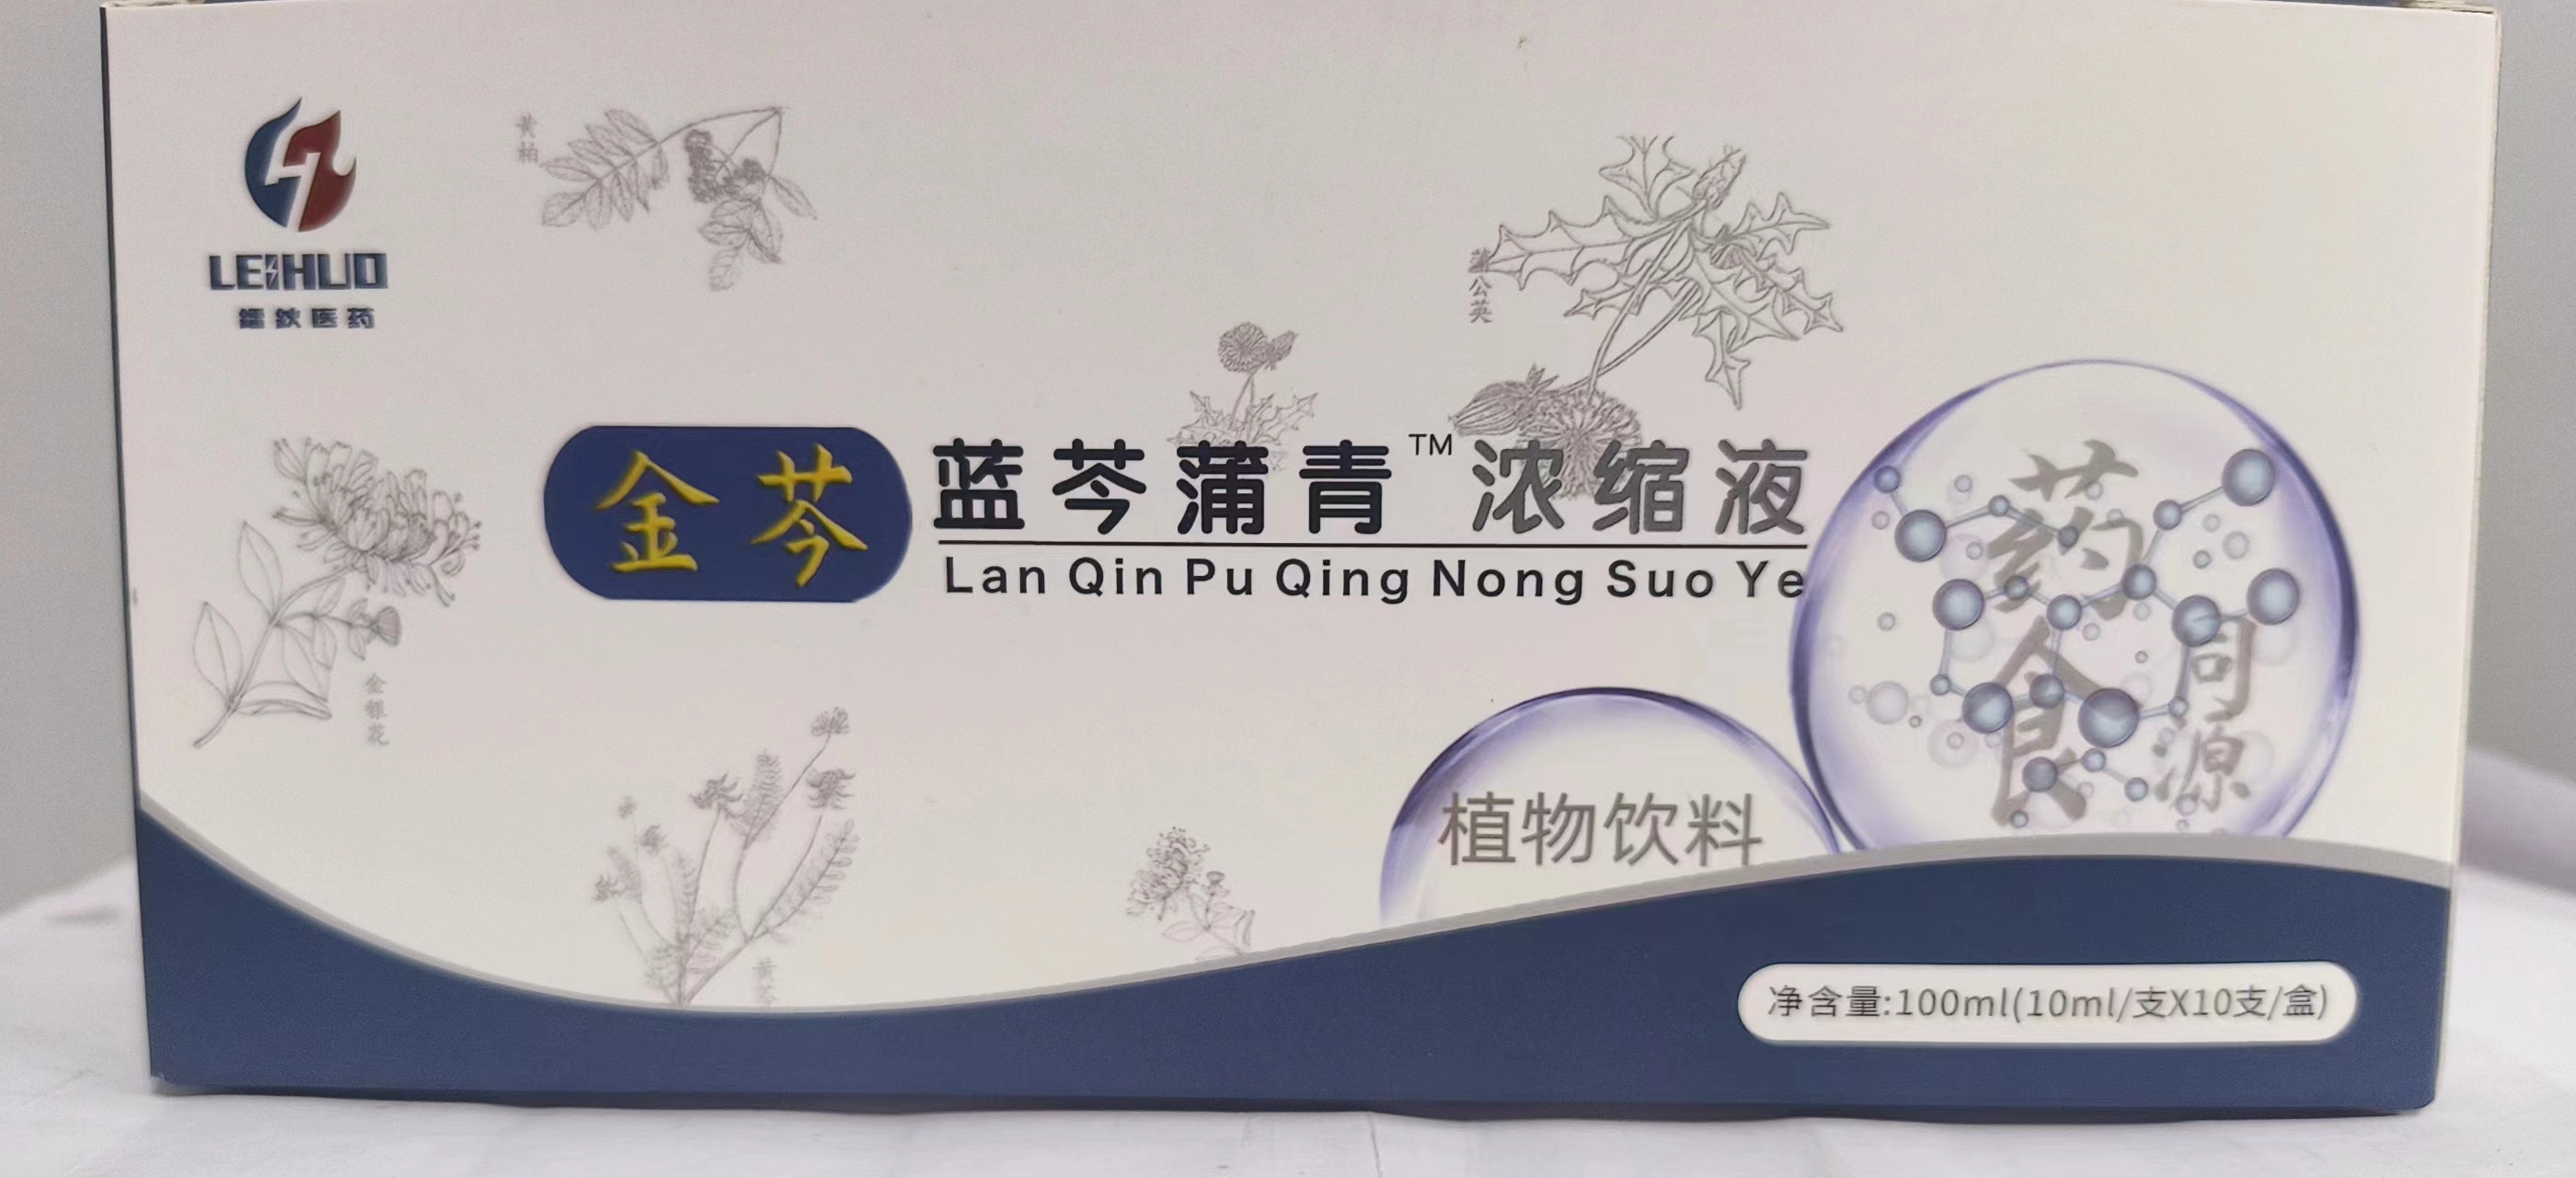 黄柏
LEIHUO
医药
蒲公英
金芩 蓝芩蒲青™浓缩液
Lan Qin Pu Qing Nong Suo Ye
药食同源
金银花
植物饮料
黄芩
净含量:100ml(10ml/支X10支/盒)